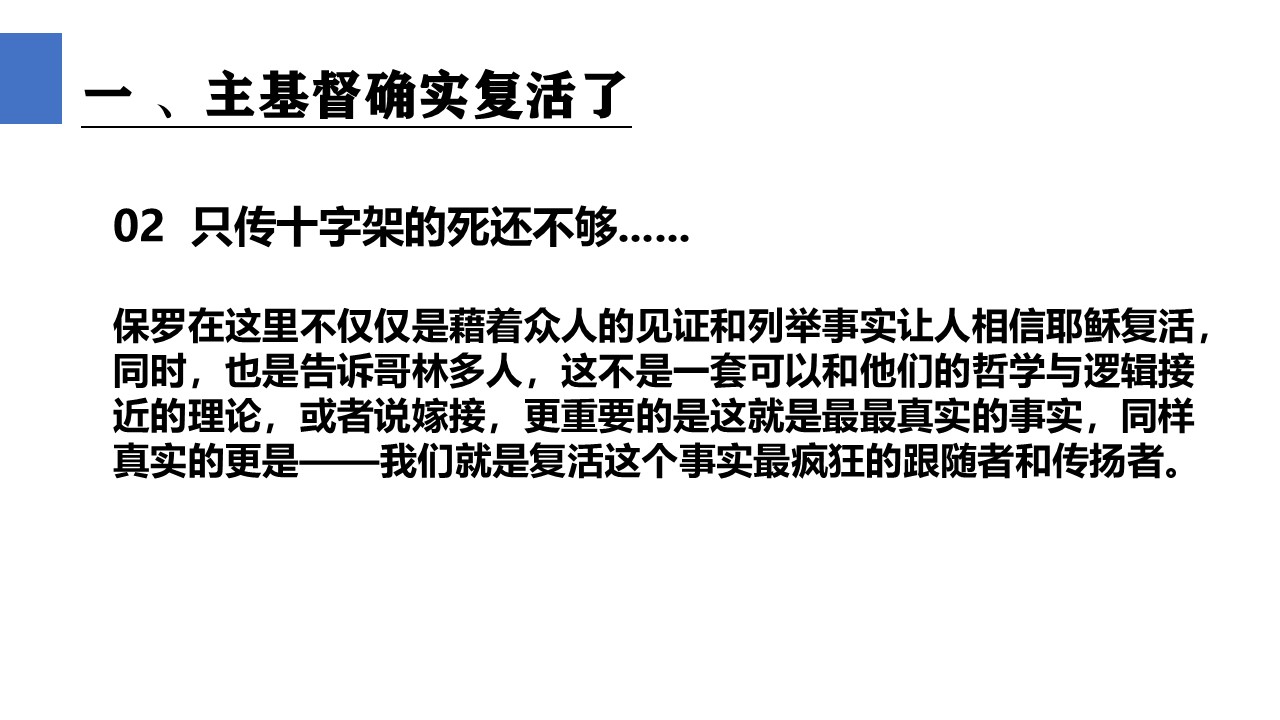 一 、主基督确实复活了
02 只传十字架的死还不够……
保罗在这里不仅仅是藉着众人的见证和列举事实让人相信耶稣复活，
同时，也是告诉哥林多人，这不是一套可以和他们的哲学与逻辑接
近的理论，或者说嫁接，更重要的是这就是最最真实的事实，同样
真实的更是——我们就是复活这个事实最疯狂的跟随者和传扬者。